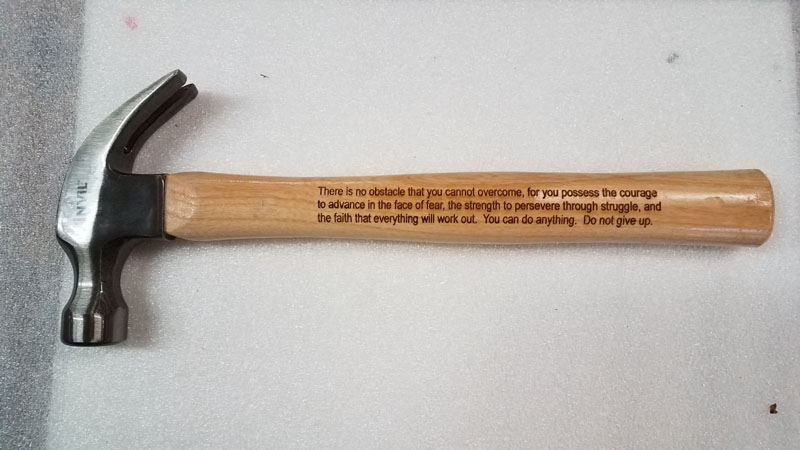 ANVIL
There is no obstacle that you cannot overcome, for you possess the courage
to advance in the face of fear, the strength to persevere through struggle, and
the faith that everything will work out. You can do anything. Do not give up.